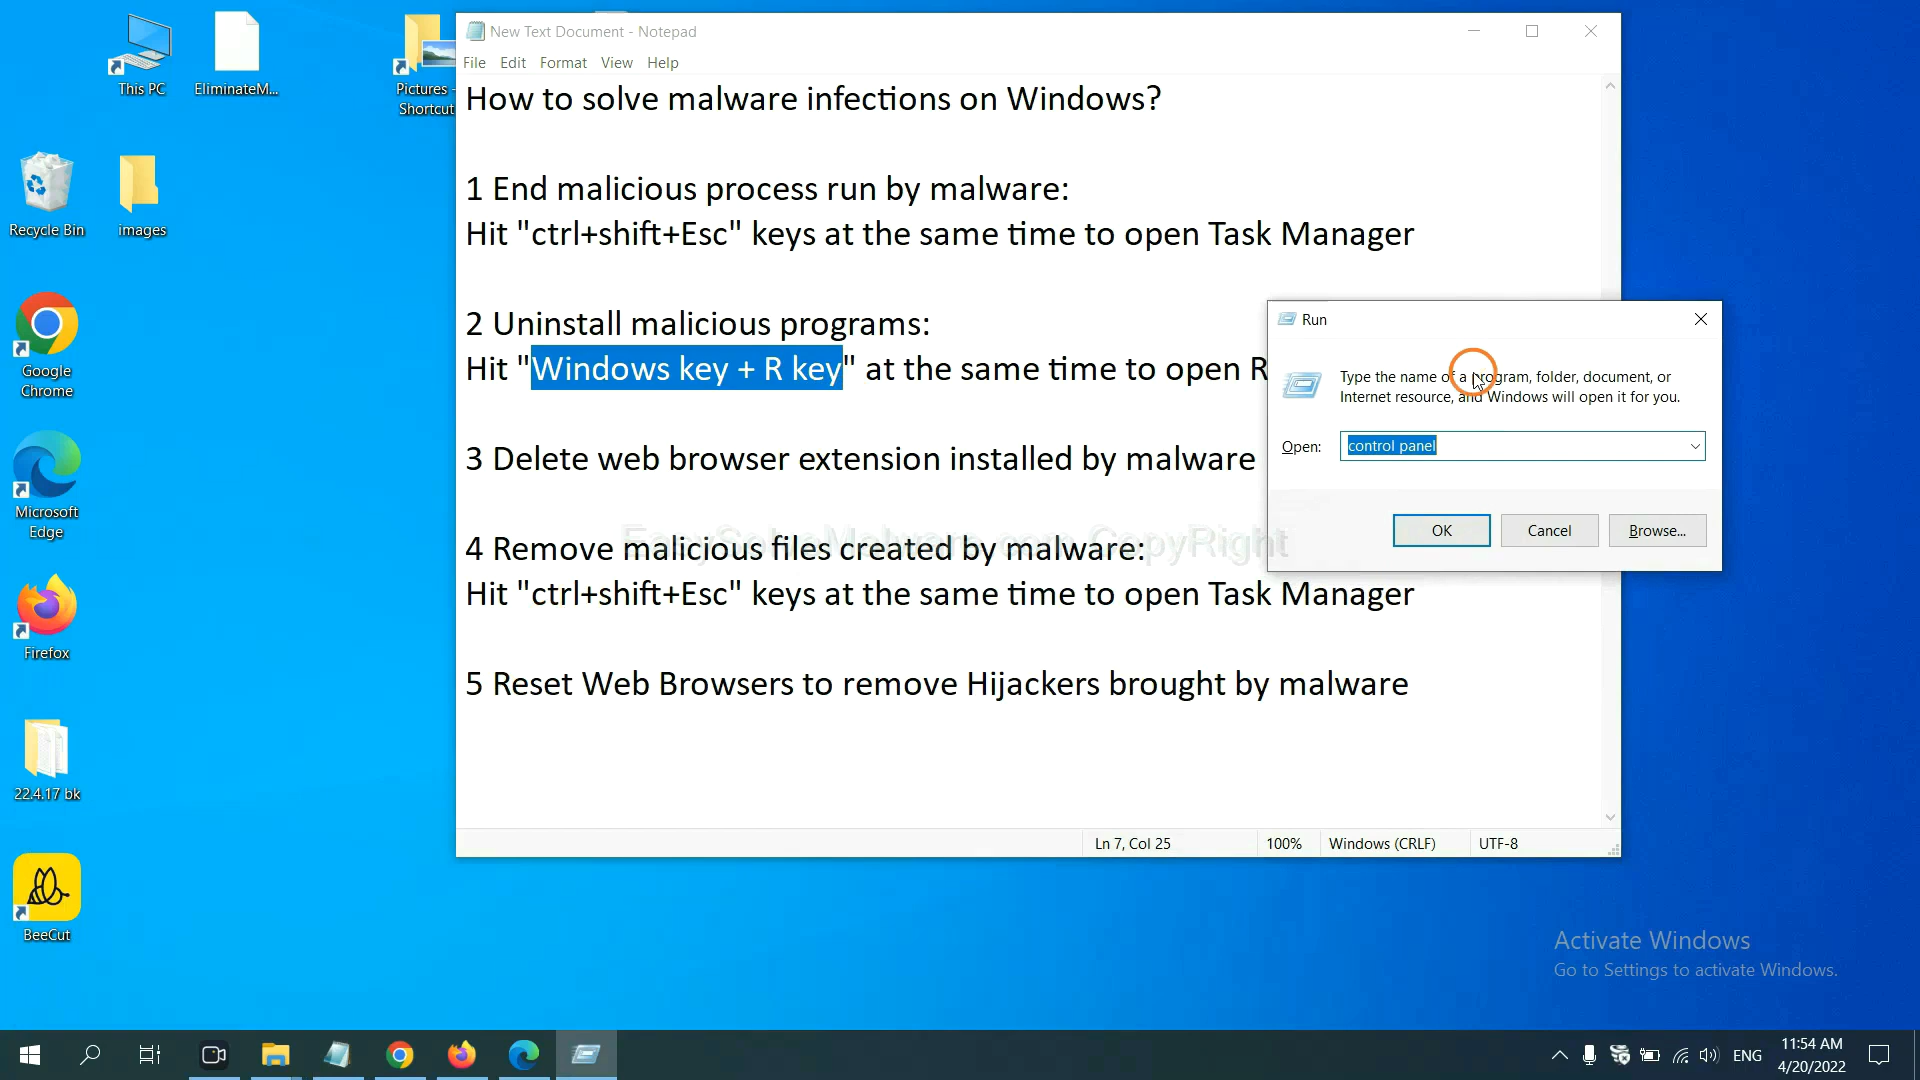 This PC
EliminateM...
Pictures -
Shortcut
Recycle Bin
images
Google
Chrome
Microsoft
Edge
Firefox
22.4.17 bk
BeeCut
New Text Document - Notepad
File Edit Format View Help
How to solve malware infections on Windows?
1 End malicious process run by malware:
Hit "ctrl+shift+Esc" keys at the same time to open Task Manager
2 Uninstall malicious programs:
Hit "Windows key + R key" at the same time to open R
3 Delete web browser extension installed by malware
4 Remove malicious files created by malware:
Hit "ctrl+shift+Esc" keys at the same time to open Task Manager
5 Reset Web Browsers to remove Hijackers brought by malware
EasySolveMalware.com CopyRight
Ln 7, Col 25 100% Windows (CRLF) UTF-8
Run
Type the name of a program, folder, document, or
Internet resource, and Windows will open it for you.
Open: control panel
OK Cancel Browse...
Activate Windows
Go to Settings to activate Windows.
ENG
11:54 AM
4/20/2022